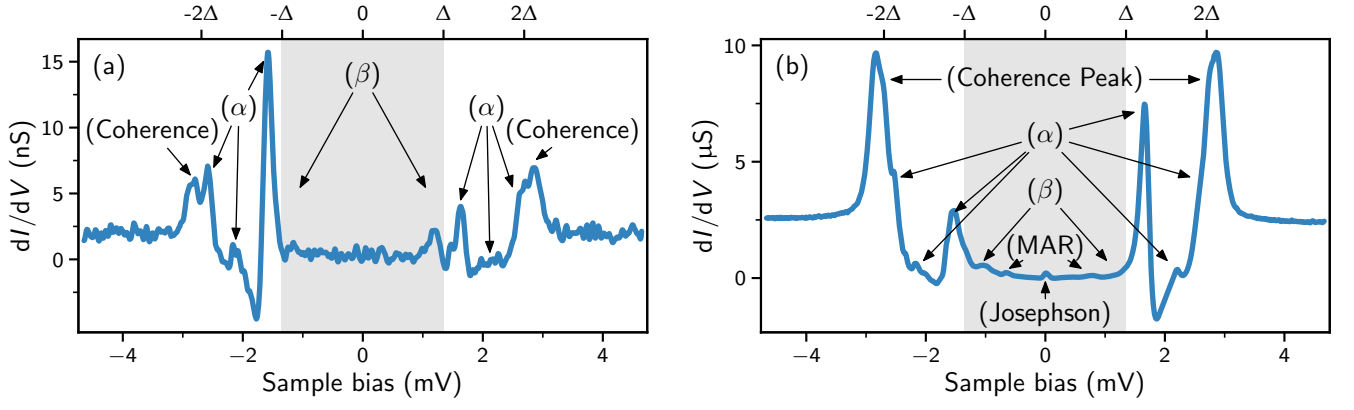 -2Δ -Δ 0 Δ 2Δ
(a)
(β)
(α)
(α)
(Coherence)
(Coherence)
15
10
5
0
dI/dV (nS)
−4 −2 0 2 4
Sample bias (mV)
-2Δ -Δ 0 Δ 2Δ
(b)
(Coherence Peak)
(α)
(β)
(MAR)
(Josephson)
10
5
0
dI/dV (μS)
−4 −2 0 2 4
Sample bias (mV)